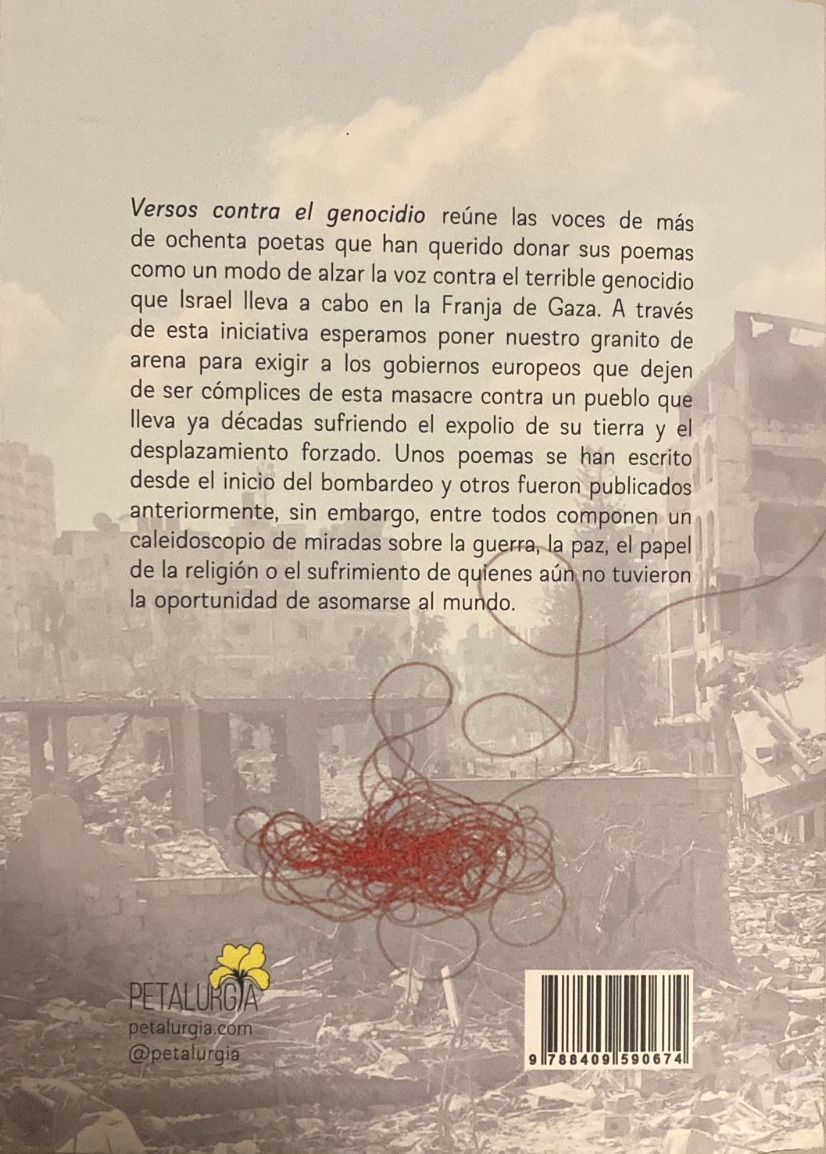 Versos contra el genocidio reúne las voces de más
de ochenta poetas que han querido donar sus poemas
como un modo de alzar la voz contra el terrible genocidio
que Israel lleva a cabo en la Franja de Gaza. A través
de esta iniciativa esperamos poner nuestro granito de
arena para exigir a los gobiernos europeos que dejen
de ser cómplices de esta masacre contra un pueblo que
lleva ya décadas sufriendo el expolio de su tierra y el
desplazamiento forzado. Unos poemas se han escrito
desde el inicio del bombardeo y otros fueron publicados
anteriormente, sin embargo, entre todos componen un
caleidoscopio de miradas sobre la guerra, la paz, el papel
de la religión o el sufrimiento de quienes aún no tuvieron
la oportunidad de asomarse al mundo.
PETALURGIA
petalurgia.com
@petalurgia
9 788409 590674